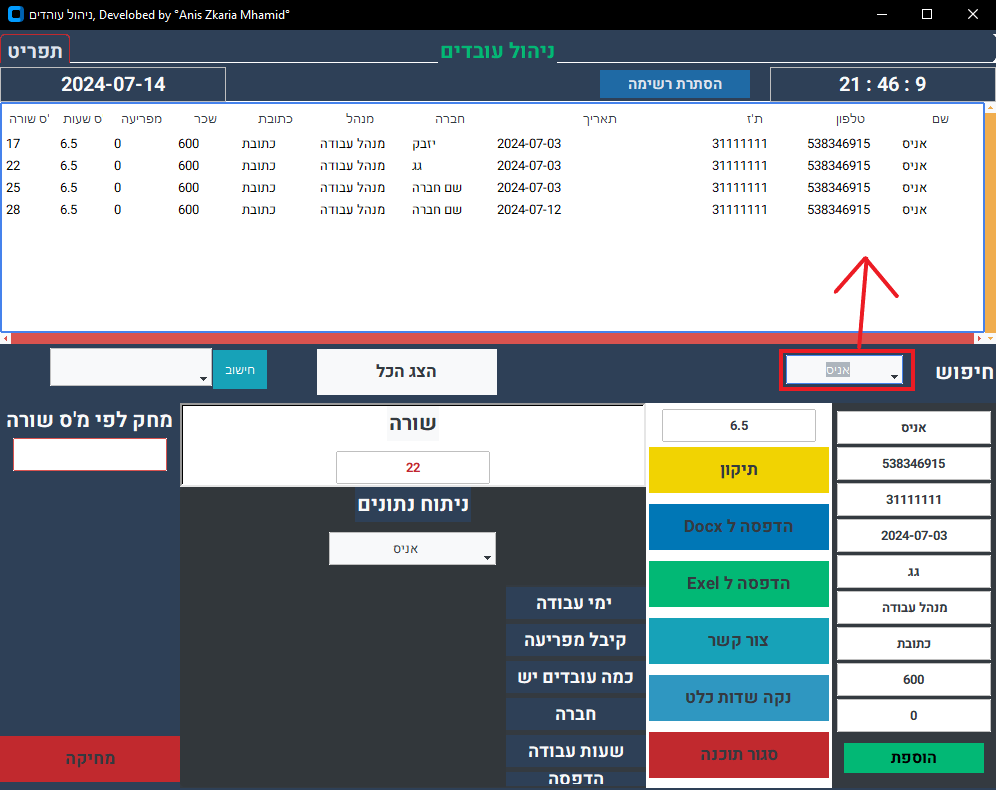 ניהול עוהדים, Develobed by °Anis Zkaria Mhamid°
תפריט
ניהול עובדים
21 : 46 : 9
הסתרת רשימה
2024-07-14
שם טלפון ת'ז תאריך חברה מנהל כתובת שכר מפריעה ס שעות 'ס שורה
אניס 538346915 31111111 2024-07-03 יזבק מנהל עבודה כתובת 600 0 6.5 17
אניס 538346915 31111111 2024-07-03 גג מנהל עבודה כתובת 600 0 6.5 22
אניס 538346915 31111111 2024-07-03 שם חברה מנהל עבודה כתובת 600 0 6.5 25
אניס 538346915 31111111 2024-07-12 שם חברה מנהל עבודה כתובת 600 0 6.5 28
חיפוש
אניס
הצג הכל
חישוב
אניס
538346915
31111111
2024-07-03
גג
מנהל עבודה
כתובת
600
0
הוספת
6.5
תיקון
הדפסה ל Docx
הדפסה ל Exel
צור קשר
נקה שדות כלט
סגור תוכנה
שורה
22
ניתוח נתונים
אניס
ימי עבודה
קיבל מפריעה
כמה עובדים יש
חברה
שעות עבודה
הדפסה
מחק לפי מ'ס שורה
מחיקה